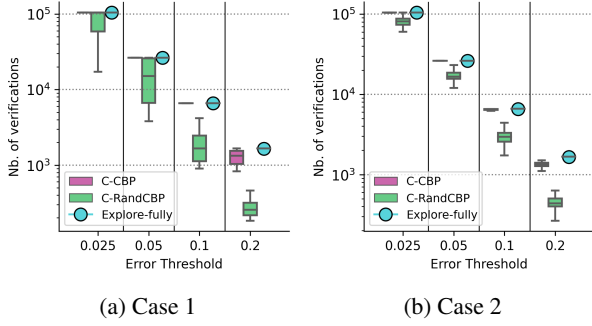 Nb. of verifications
10^5
10^4
10^3
C-CBP
C-RandCBP
Explore-fully
0.025 0.05 0.1 0.2
Error Threshold
(a) Case 1
Nb. of verifications
10^5
10^4
10^3
C-CBP
C-RandCBP
Explore-fully
0.025 0.05 0.1 0.2
Error Threshold
(b) Case 2